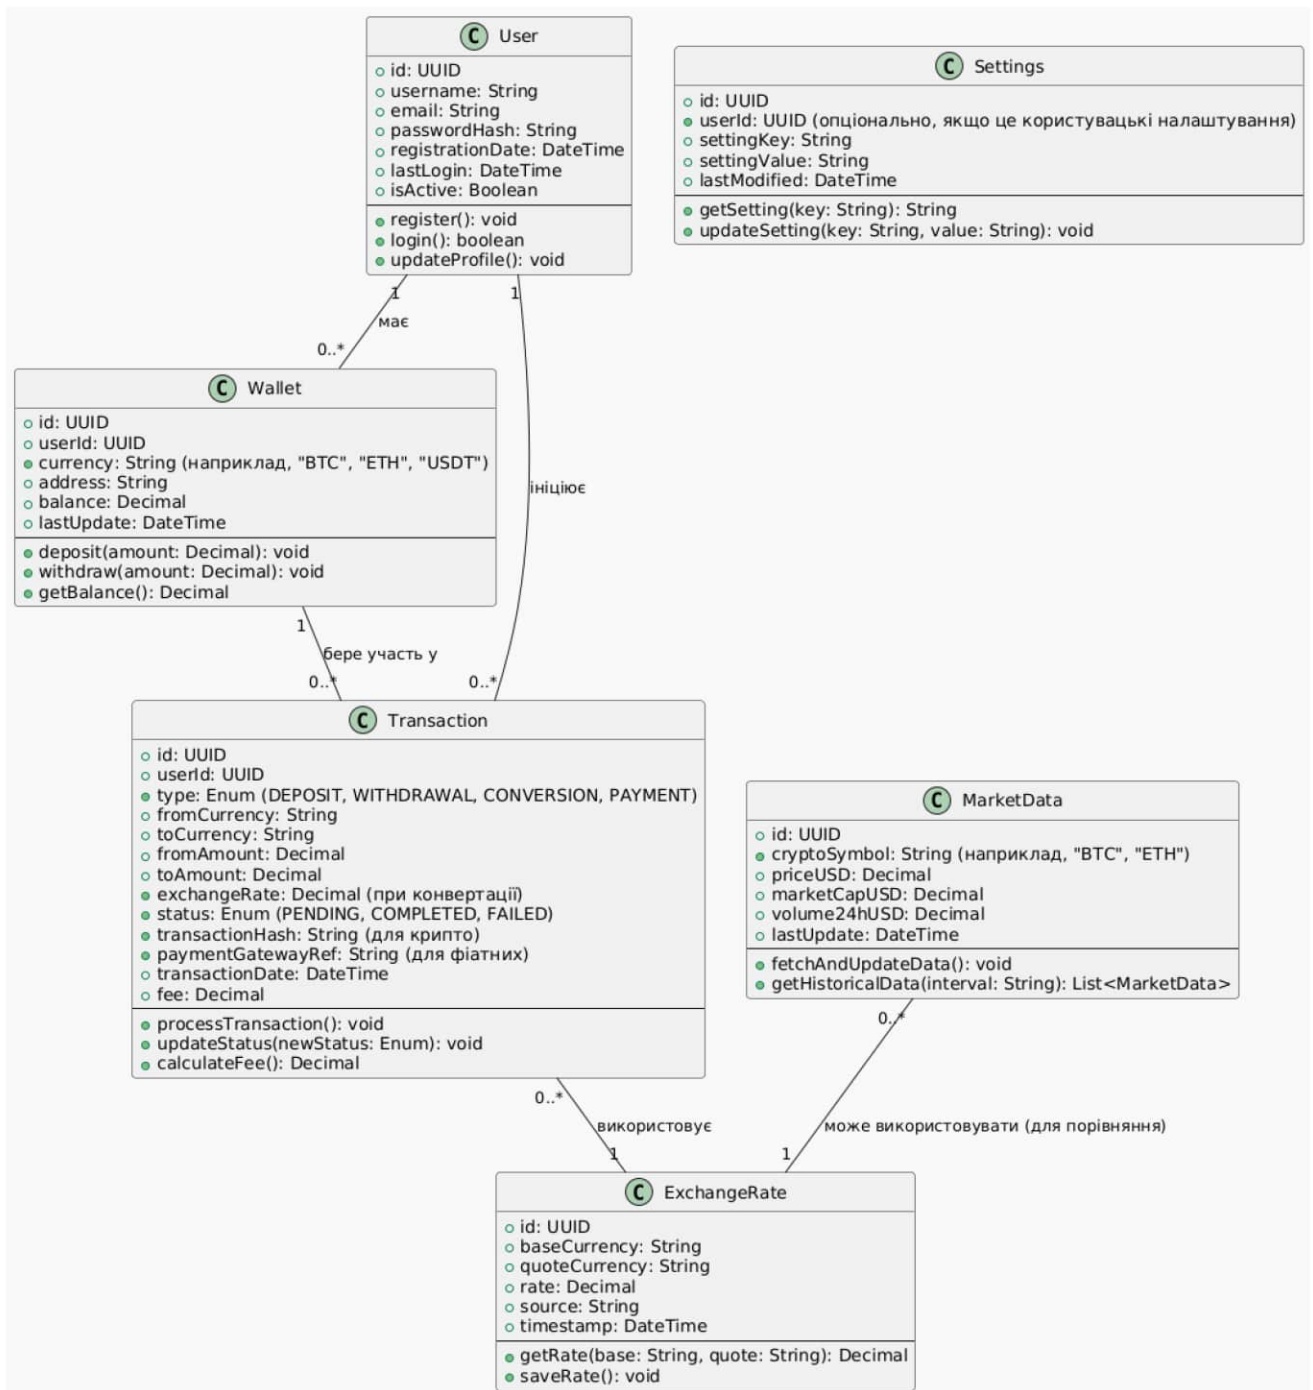 C User
id: UUID
username: String
email: String
passwordHash: String
registrationDate: DateTime
lastLogin: DateTime
isActive: Boolean
register(): void
login(): boolean
updateProfile(): void
C Settings
id: UUID
userId: UUID (опціонально, якщо це користувацькі налаштування)
settingKey: String
settingValue: String
lastModified: DateTime
getSetting(key: String): String
updateSetting(key: String, value: String): void
1
має
0..*
1
ініціює
0..*
C Wallet
id: UUID
userId: UUID
currency: String (наприклад, "BTC", "ETH", "USDT")
address: String
balance: Decimal
lastUpdate: DateTime
deposit(amount: Decimal): void
withdraw(amount: Decimal): void
getBalance(): Decimal
1
бере участь у
0..*
C Transaction
id: UUID
userId: UUID
type: Enum (DEPOSIT, WITHDRAWAL, CONVERSION, PAYMENT)
fromCurrency: String
toCurrency: String
fromAmount: Decimal
toAmount: Decimal
exchangeRate: Decimal (при конвертації)
status: Enum (PENDING, COMPLETED, FAILED)
transactionHash: String (для крипто)
paymentGatewayRef: String (для фіатних)
transactionDate: DateTime
fee: Decimal
processTransaction(): void
updateStatus(newStatus: Enum): void
calculateFee(): Decimal
C MarketData
id: UUID
cryptoSymbol: String (наприклад, "BTC", "ETH")
priceUSD: Decimal
marketCapUSD: Decimal
volume24hUSD: Decimal
lastUpdate: DateTime
fetchAndUpdateData(): void
getHistoricalData(interval: String): List<MarketData>
0..*
використовує
1
0..*
може використовувати (для порівняння)
1
C ExchangeRate
id: UUID
baseCurrency: String
quoteCurrency: String
rate: Decimal
source: String
timestamp: DateTime
getRate(base: String, quote: String): Decimal
saveRate(): void